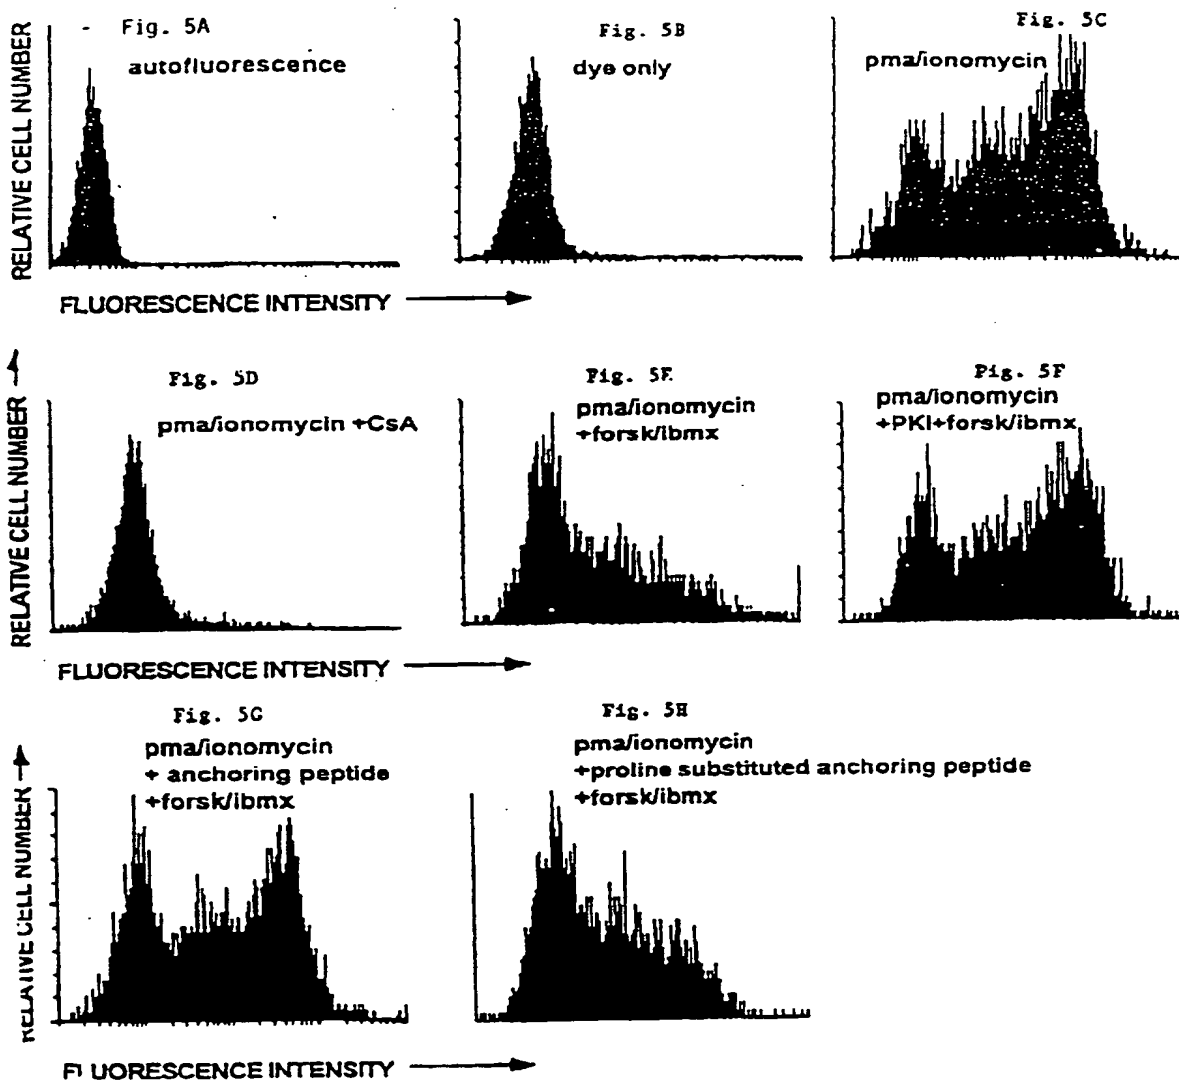 Fig. 5A
autofluorescence
Fig. 5B
dye only
Fig. 5C
pma/ionomycin
RELATIVE CELL NUMBER
FLUORESCENCE INTENSITY
Fig. 5D
pma/ionomycin +CsA
Fig. 5E
pma/ionomycin
+forsk/ibmx
Fig. 5F
pma/ionomycin
+PKI+forsk/ibmx
RELATIVE CELL NUMBER
FLUORESCENCE INTENSITY
Fig. 5G
pma/ionomycin
+ anchoring peptide
+forsk/ibmx
Fig. 5H
pma/ionomycin
+proline substituted anchoring peptide
+forsk/ibmx
RELATIVE CELL NUMBER
FLUORESCENCE INTENSITY